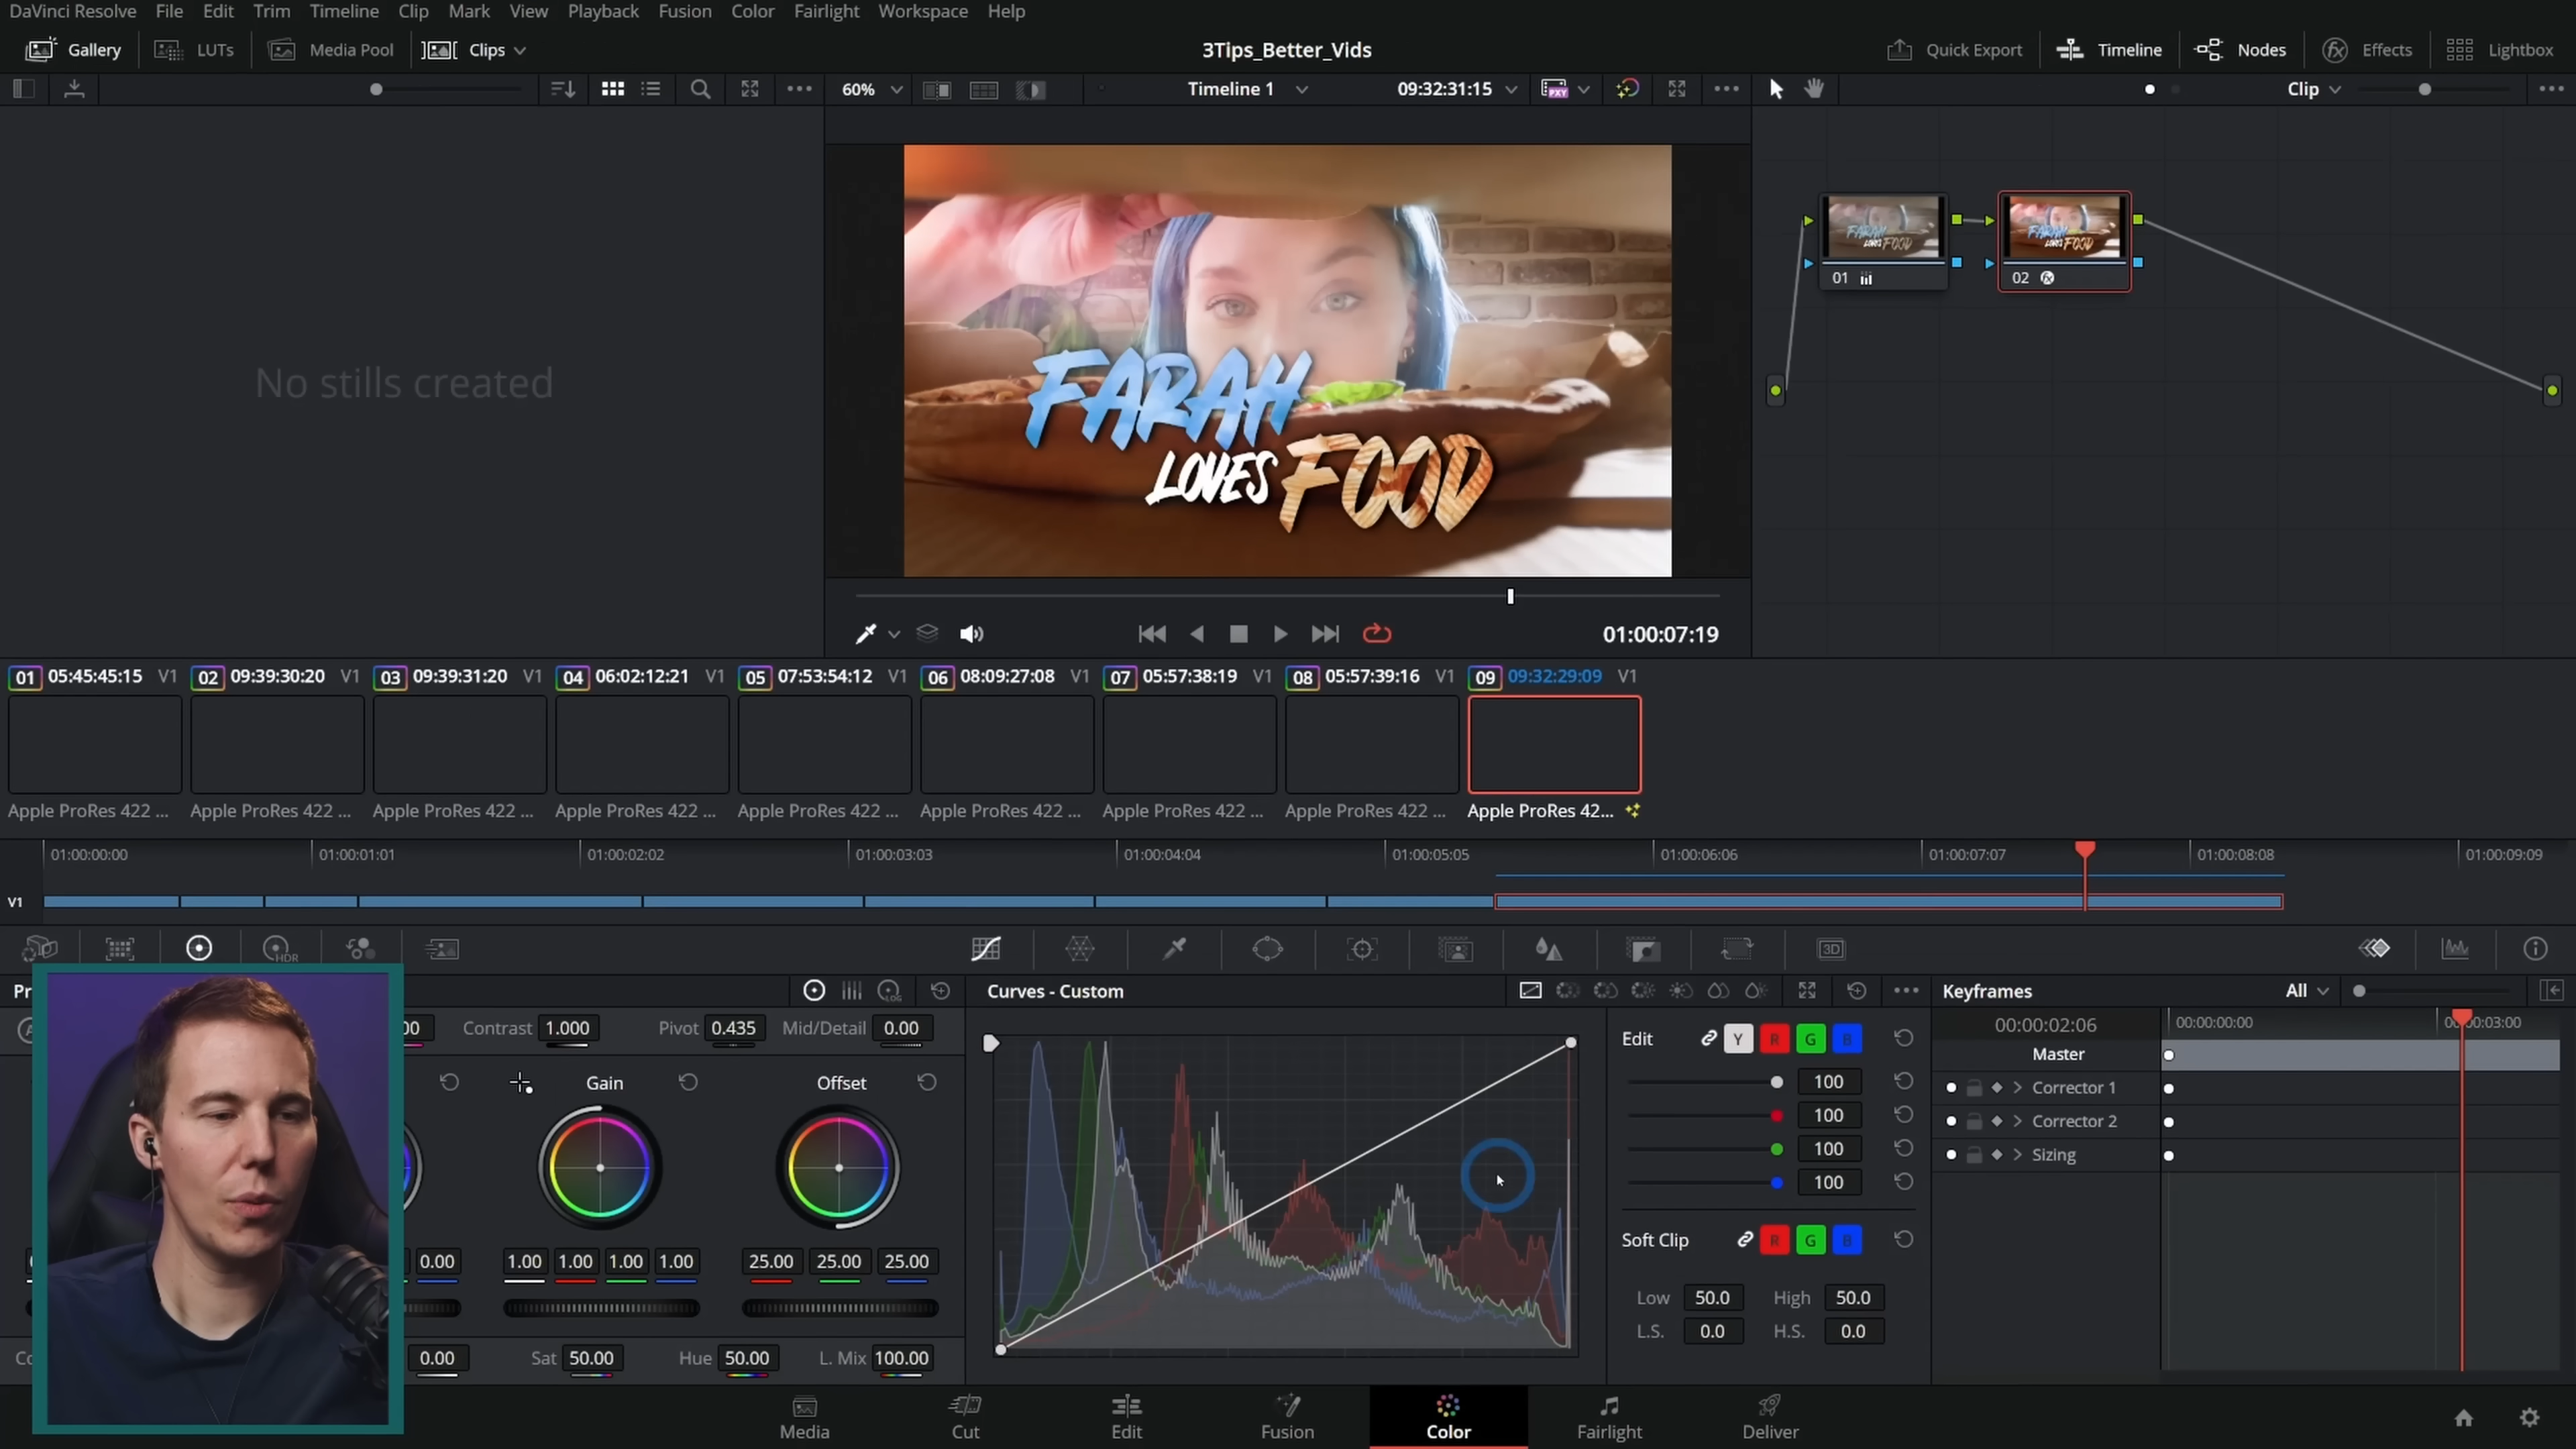 DaVinci Resolve File Edit Trim Timeline Clip Mark View Playback Fusion Color Fairlight Workspace Help
Gallery LUTs Media Pool Clips 3Tips_Better_Vids Quick Export Timeline Nodes Effects Lightbox
60% Timeline 1 09:32:31:15 PXY Clip
No stills created
FARAH
LOVES FOOD
01 02
01:00:07:19
01 05:45:45:15 V1 02 09:39:30:20 V1 03 09:39:31:20 V1 04 06:02:12:21 V1 05 07:53:54:12 V1 06 08:09:27:08 V1 07 05:57:38:19 V1 08 05:57:39:16 V1 09 09:32:29:09 V1
Apple ProRes 422 ... Apple ProRes 422 ... Apple ProRes 422 ... Apple ProRes 422 ... Apple ProRes 422 ... Apple ProRes 422 ... Apple ProRes 422 ... Apple ProRes 422 ... Apple ProRes 42...
01:00:00:00 01:00:01:01 01:00:02:02 01:00:03:03 01:00:04:04 01:00:05:05 01:00:06:06 01:00:07:07 01:00:08:08 01:00:09:09
V1
HDR 3D
LOG Curves - Custom Keyframes All
Contrast 1.000 Pivot 0.435 Mid/Detail 0.00
Gain Offset
0.00 1.00 1.00 1.00 1.00 25.00 25.00 25.00
0.00 Sat 50.00 Hue 50.00 L. Mix 100.00
Edit Y R G B
100
100
100
100
Soft Clip R G B
Low 50.0 High 50.0
L.S. 0.0 H.S. 0.0
00:00:02:06 00:00:00:00
Master
Corrector 1
Corrector 2
Sizing
Media Cut Edit Fusion Color Fairlight Deliver